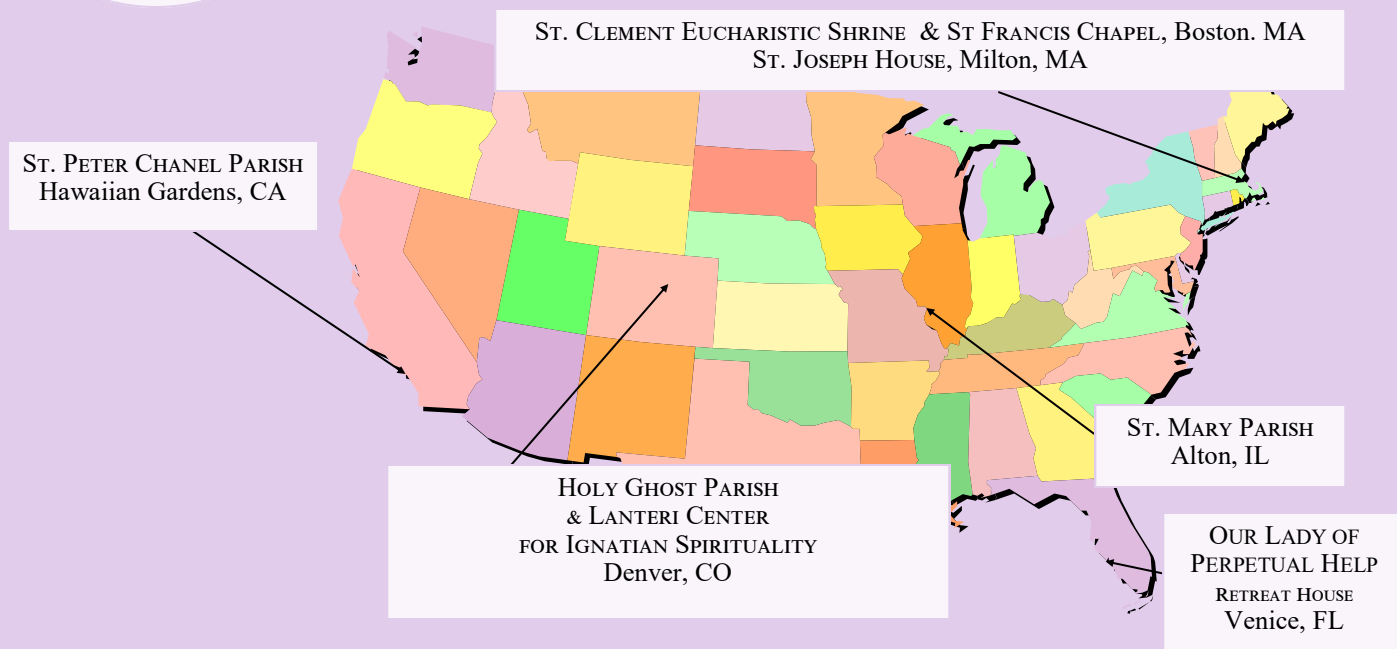 St. Clement Eucharistic Shrine & St Francis Chapel, Boston. MA
St. Joseph House, Milton, MA
St. Peter Chanel Parish
Hawaiian Gardens, CA
St. Mary Parish
Alton, IL
Holy Ghost Parish
& Lanteri Center
for Ignatian Spirituality
Denver, CO
Our Lady of
Perpetual Help
Retreat House
Venice, FL